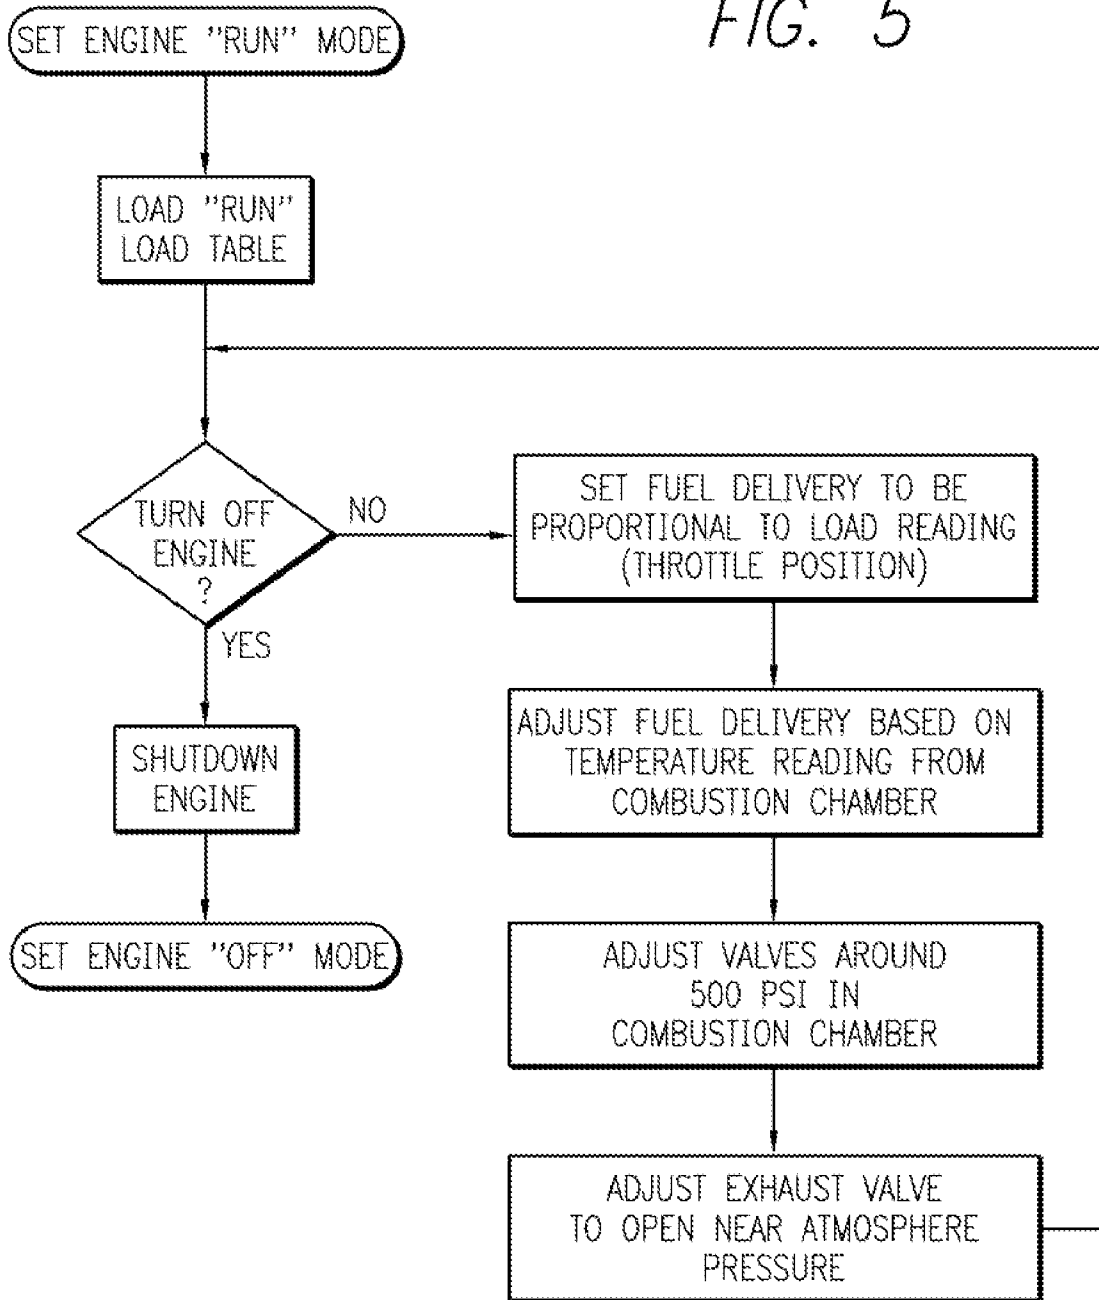 FIG. 5
SET ENGINE "RUN" MODE
LOAD "RUN"
LOAD TABLE
TURN OFF
ENGINE
?
NO
YES
SHUTDOWN
ENGINE
SET ENGINE "OFF" MODE
SET FUEL DELIVERY TO BE
PROPORTIONAL TO LOAD READING
(THROTTLE POSITION)
ADJUST FUEL DELIVERY BASED ON
TEMPERATURE READING FROM
COMBUSTION CHAMBER
ADJUST VALVES AROUND
500 PSI IN
COMBUSTION CHAMBER
ADJUST EXHAUST VALVE
TO OPEN NEAR ATMOSPHERE
PRESSURE